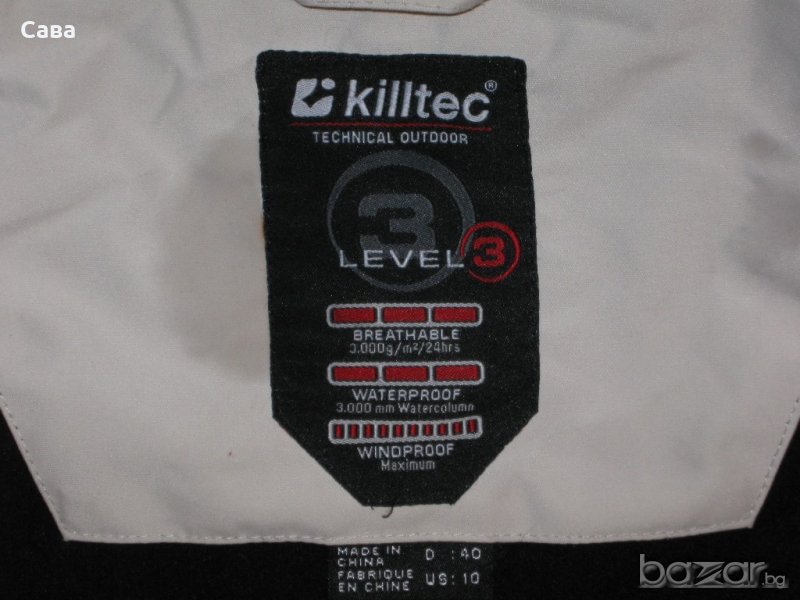 Сава
killtec®
TECHNICAL OUTDOOR
3
LEVEL 3
BREATHABLE
3.000g/m²/24hrs
WATERPROOF
3.000 mm Watercolumn
WINDPROOF
Maximum
MADE IN CHINA D :40
FABRIQUE EN CHINE US:10
bazar.bg